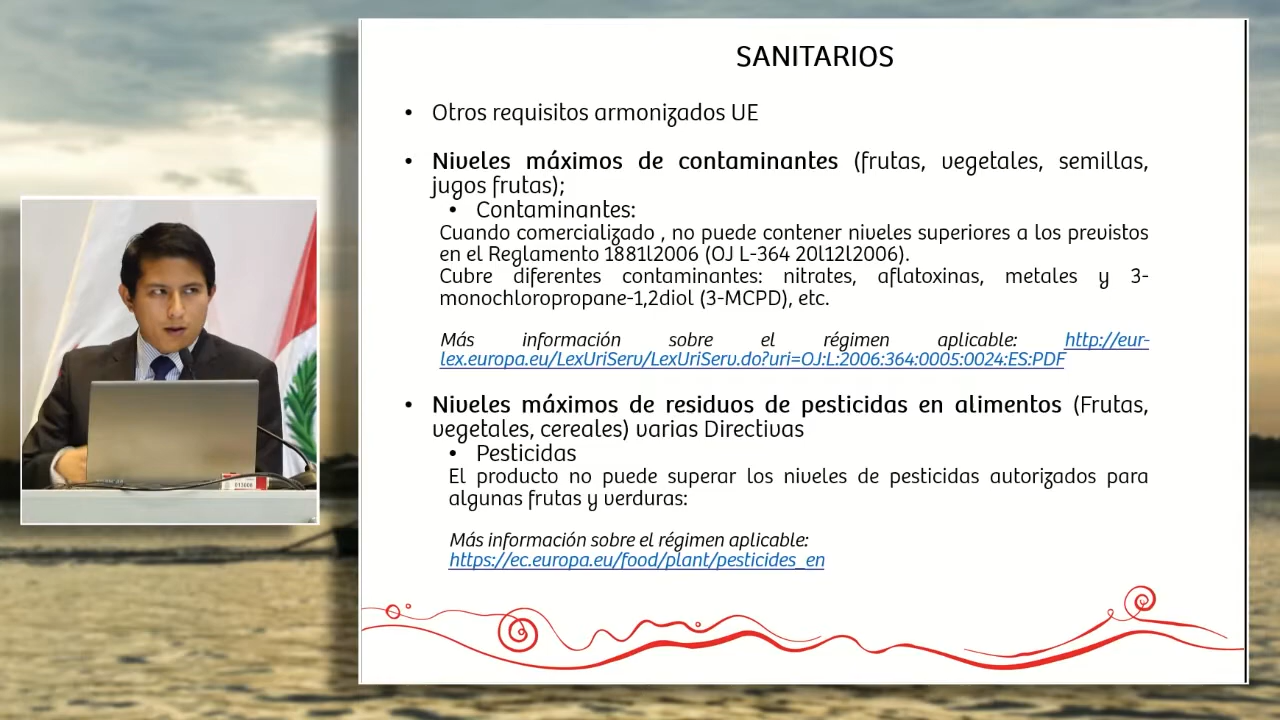 SANITARIOS
• Otros requisitos armonizados UE
• Niveles máximos de contaminantes (frutas, vegetales, semillas,
jugos frutas);
• Contaminantes:
Cuando comercializado , no puede contener niveles superiores a los previstos
en el Reglamento 1881l2006 (OJ L-364 20l12l2006).
Cubre diferentes contaminantes: nitrates, aflatoxinas, metales y 3-
monochloropropane-1,2diol (3-MCPD), etc.
Más información sobre el régimen aplicable: http://eur-
lex.europa.eu/LexUriServ/LexUriServ.do?uri=OJ:L:2006:364:0005:0024:ES:PDF
• Niveles máximos de residuos de pesticidas en alimentos (Frutas,
vegetales, cereales) varias Directivas
• Pesticidas
El producto no puede superar los niveles de pesticidas autorizados para
algunas frutas y verduras:
Más información sobre el régimen aplicable:
https://ec.europa.eu/food/plant/pesticides_en